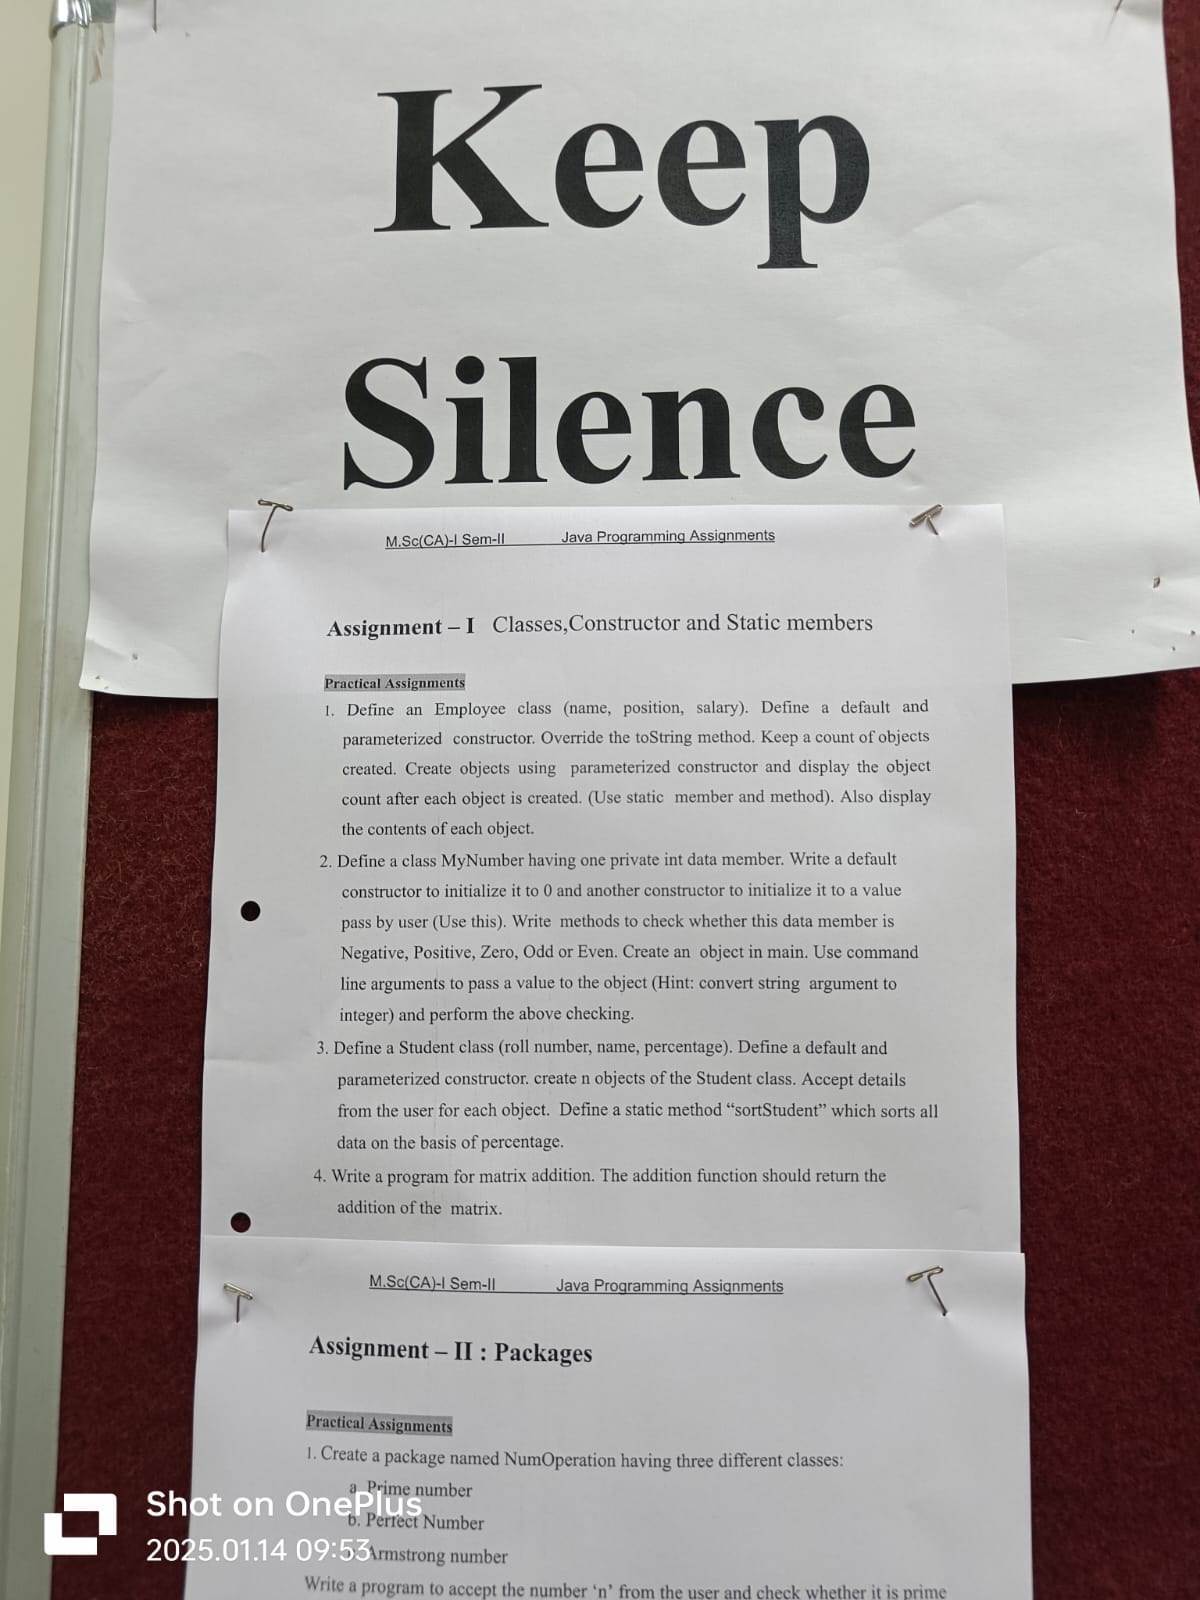 Keep
Silence
M.Sc(CA)-I Sem-II Java Programming Assignments
Assignment – I Classes,Constructor and Static members
Practical Assignments
1. Define an Employee class (name, position, salary). Define a default and
parameterized constructor. Override the toString method. Keep a count of objects
created. Create objects using parameterized constructor and display the object
count after each object is created. (Use static member and method). Also display
the contents of each object.
2. Define a class MyNumber having one private int data member. Write a default
constructor to initialize it to 0 and another constructor to initialize it to a value
pass by user (Use this). Write methods to check whether this data member is
Negative, Positive, Zero, Odd or Even. Create an object in main. Use command
line arguments to pass a value to the object (Hint: convert string argument to
integer) and perform the above checking.
3. Define a Student class (roll number, name, percentage). Define a default and
parameterized constructor. create n objects of the Student class. Accept details
from the user for each object. Define a static method “sortStudent” which sorts all
data on the basis of percentage.
4. Write a program for matrix addition. The addition function should return the
addition of the matrix.
M.Sc(CA)-I Sem-II Java Programming Assignments
Assignment – II : Packages
Practical Assignments
1. Create a package named NumOperation having three different classes:
a. Prime number
b. Perfect Number
Armstrong number
Write a program to accept the number ‘n’ from the user and check whether it is prime
Shot on OnePlus
2025.01.14 09:53